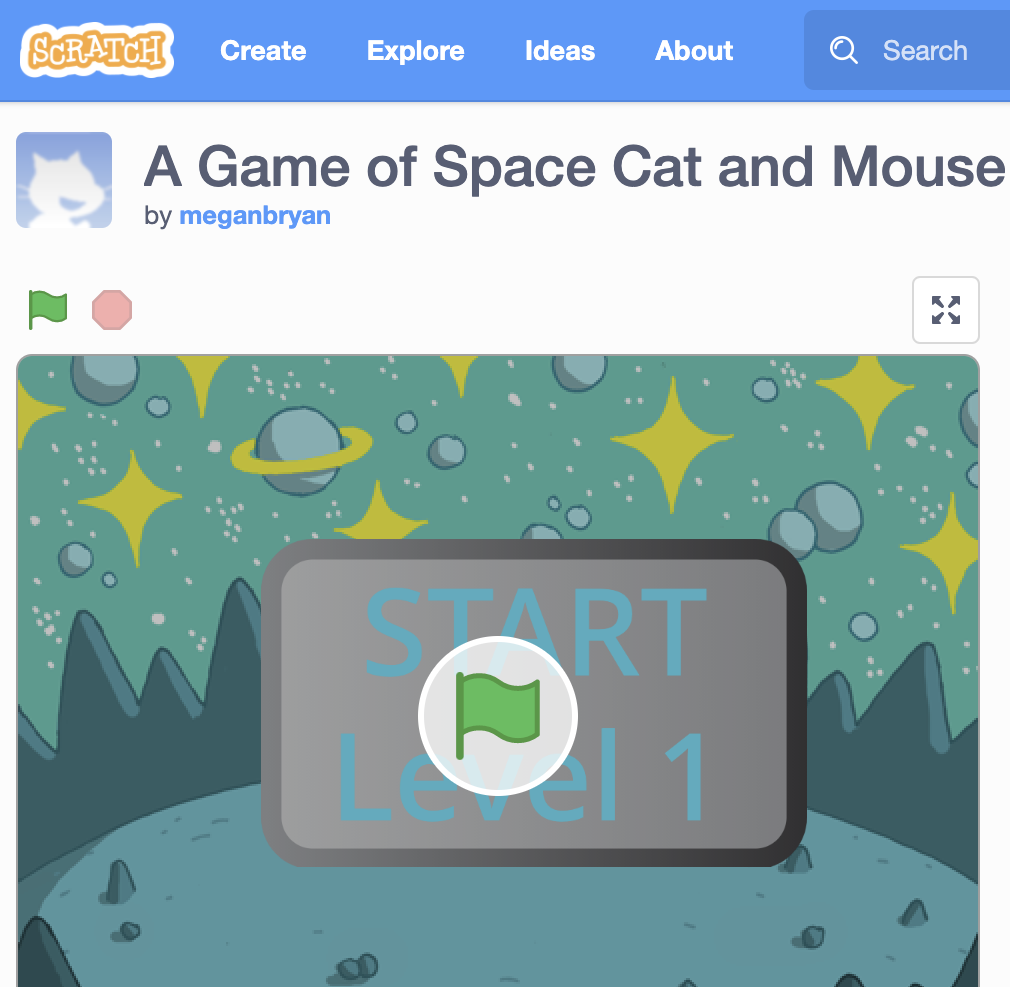 SCRATCH Create Explore Ideas About Search
A Game of Space Cat and Mouse
by meganbryan
START
Level 1